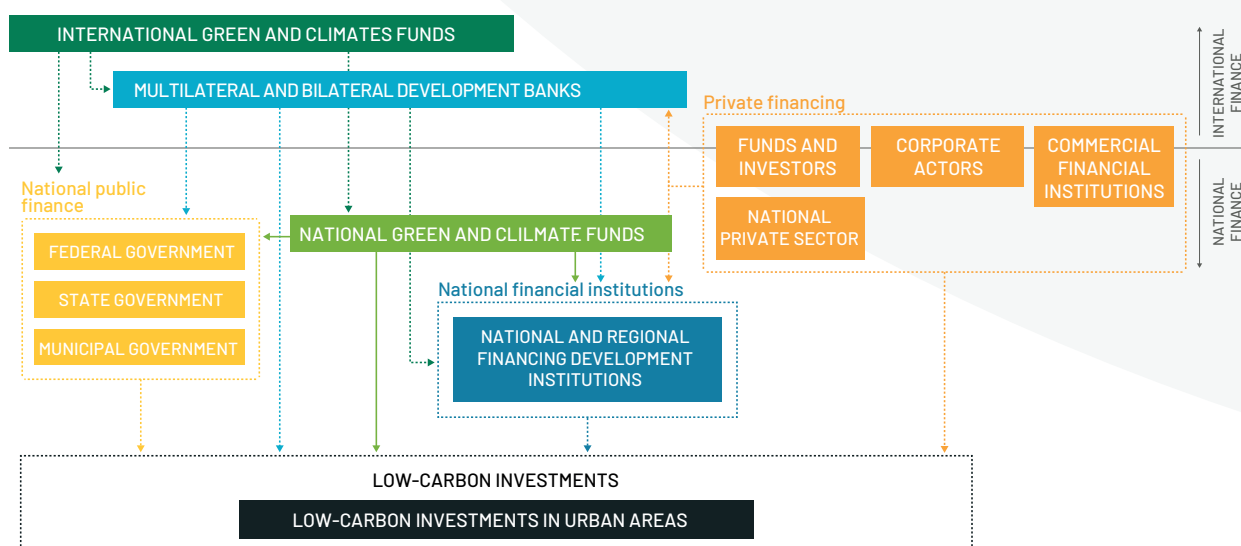 INTERNATIONAL GREEN AND CLIMATES FUNDS
MULTILATERAL AND BILATERAL DEVELOPMENT BANKS
Private financing
FUNDS AND
INVESTORS
CORPORATE
ACTORS
COMMERCIAL
FINANCIAL
INSTITUTIONS
NATIONAL
PRIVATE SECTOR
INTERNATIONAL
FINANCE
NATIONAL
FINANCE
National public
finance
FEDERAL GOVERNMENT
STATE GOVERNMENT
MUNICIPAL GOVERNMENT
NATIONAL GREEN AND CLILMATE FUNDS
National financial institutions
NATIONAL AND REGIONAL
FINANCING DEVELOPMENT
INSTITUTIONS
LOW-CARBON INVESTMENTS
LOW-CARBON INVESTMENTS IN URBAN AREAS